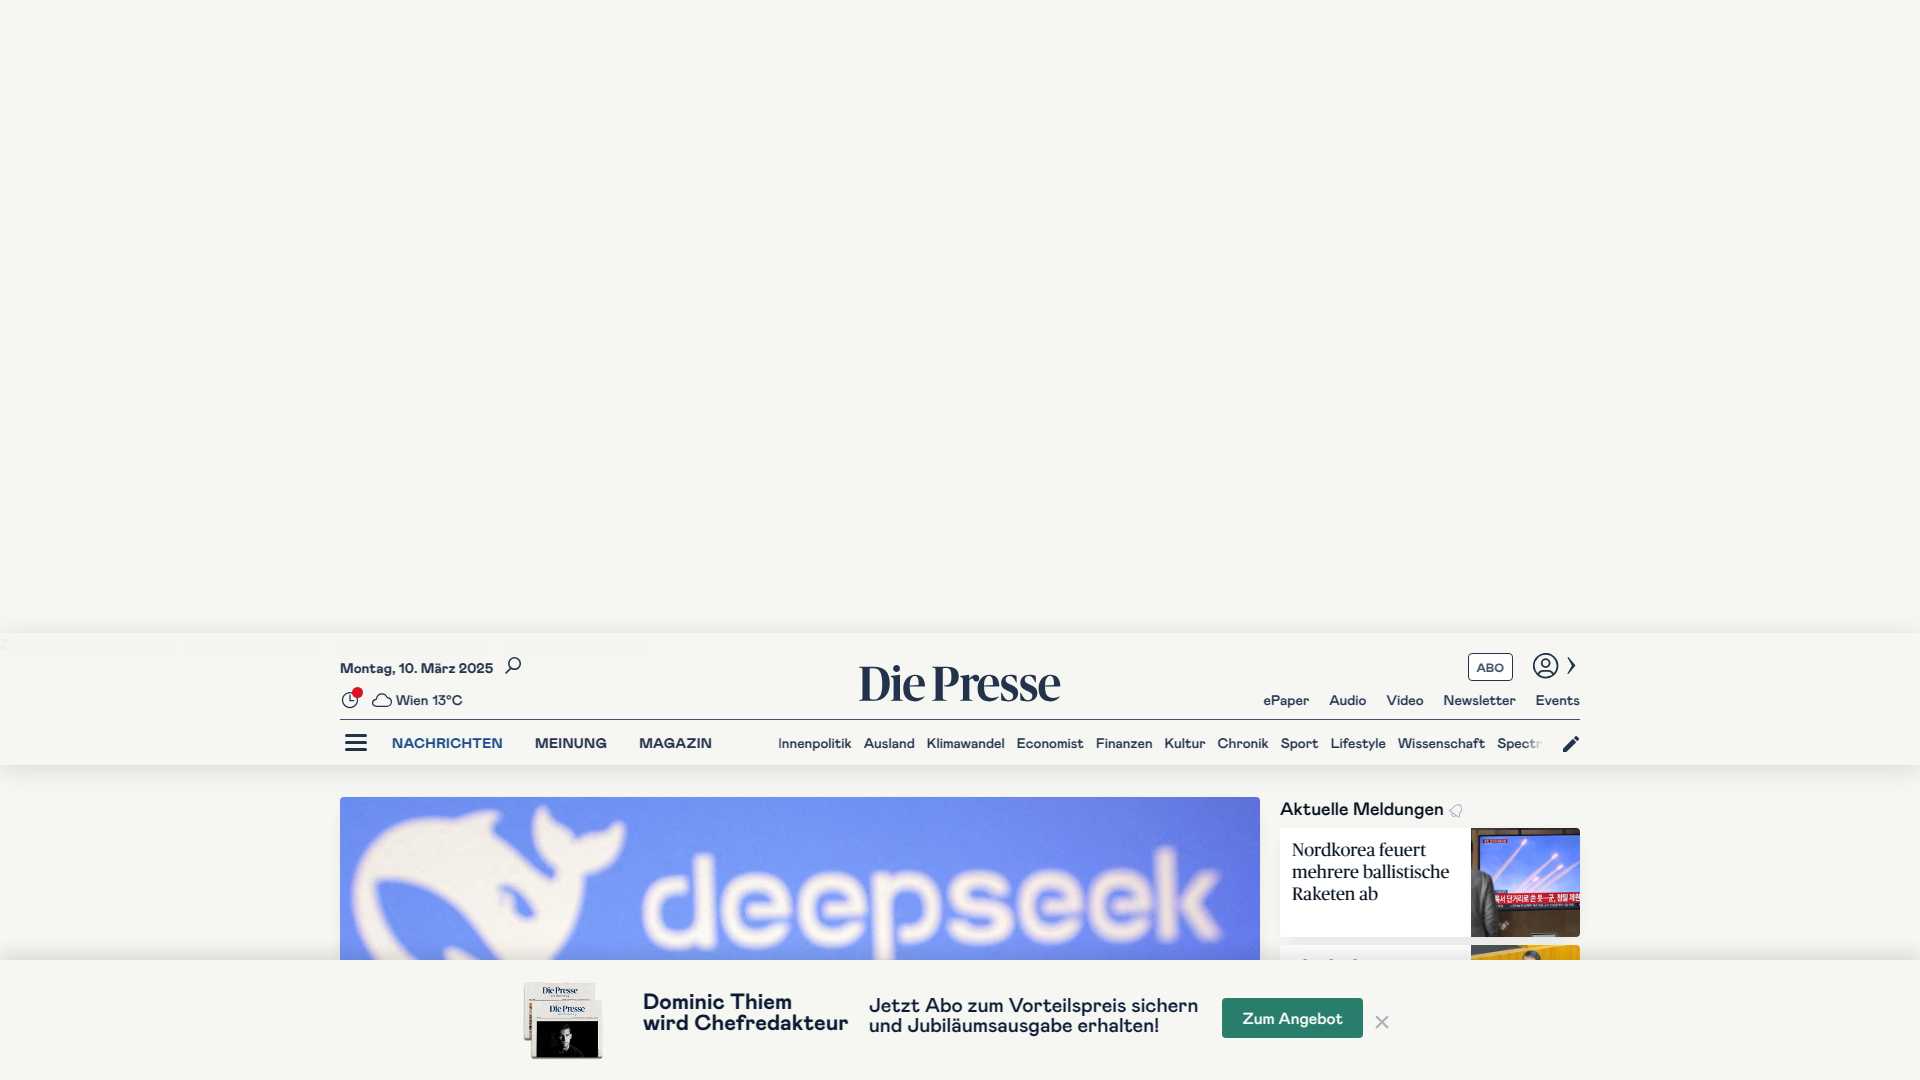 Montag, 10. März 2025
Wien 13°C
Die Presse
ABO
ePaper Audio Video Newsletter Events
NACHRICHTEN MEINUNG MAGAZIN
Innenpolitik Ausland Klimawandel Economist Finanzen Kultur Chronik Sport Lifestyle Wissenschaft Spectr
deepseek
Aktuelle Meldungen
Nordkorea feuert
mehrere ballistische
Raketen ab
Die Presse
Die Presse
Dominic Thiem
wird Chefredakteur
Jetzt Abo zum Vorteilspreis sichern
und Jubiläumsausgabe erhalten!
Zum Angebot